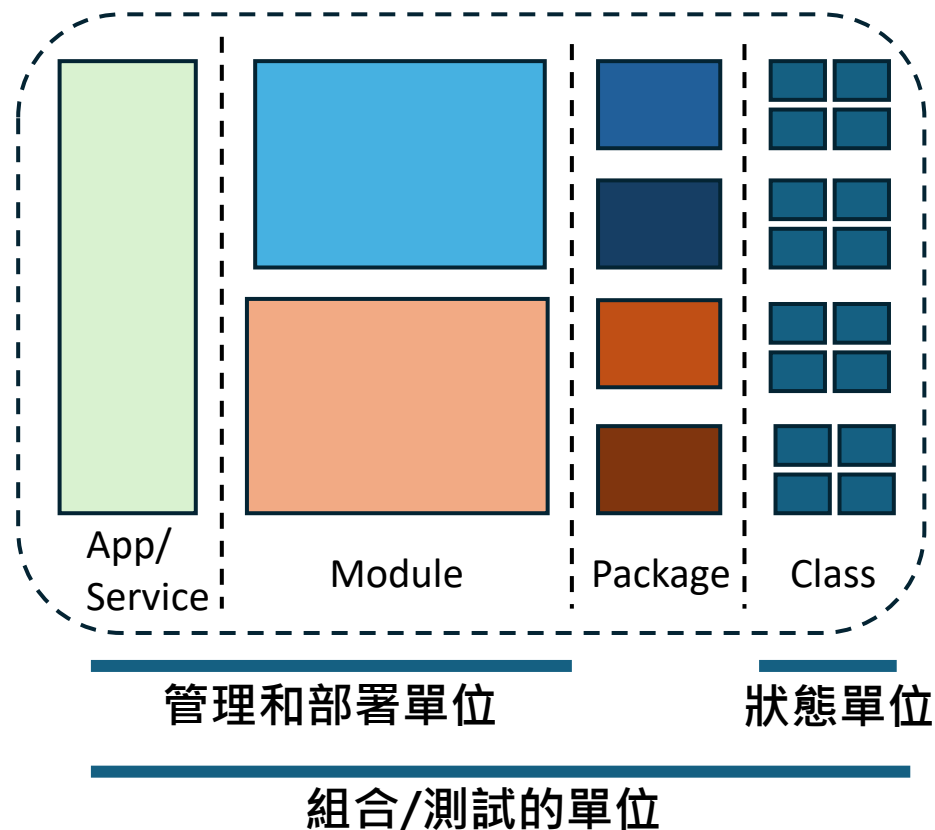 App/
Service
Module
Package
Class
管理和部署單位
狀態單位
組合/測試的單位